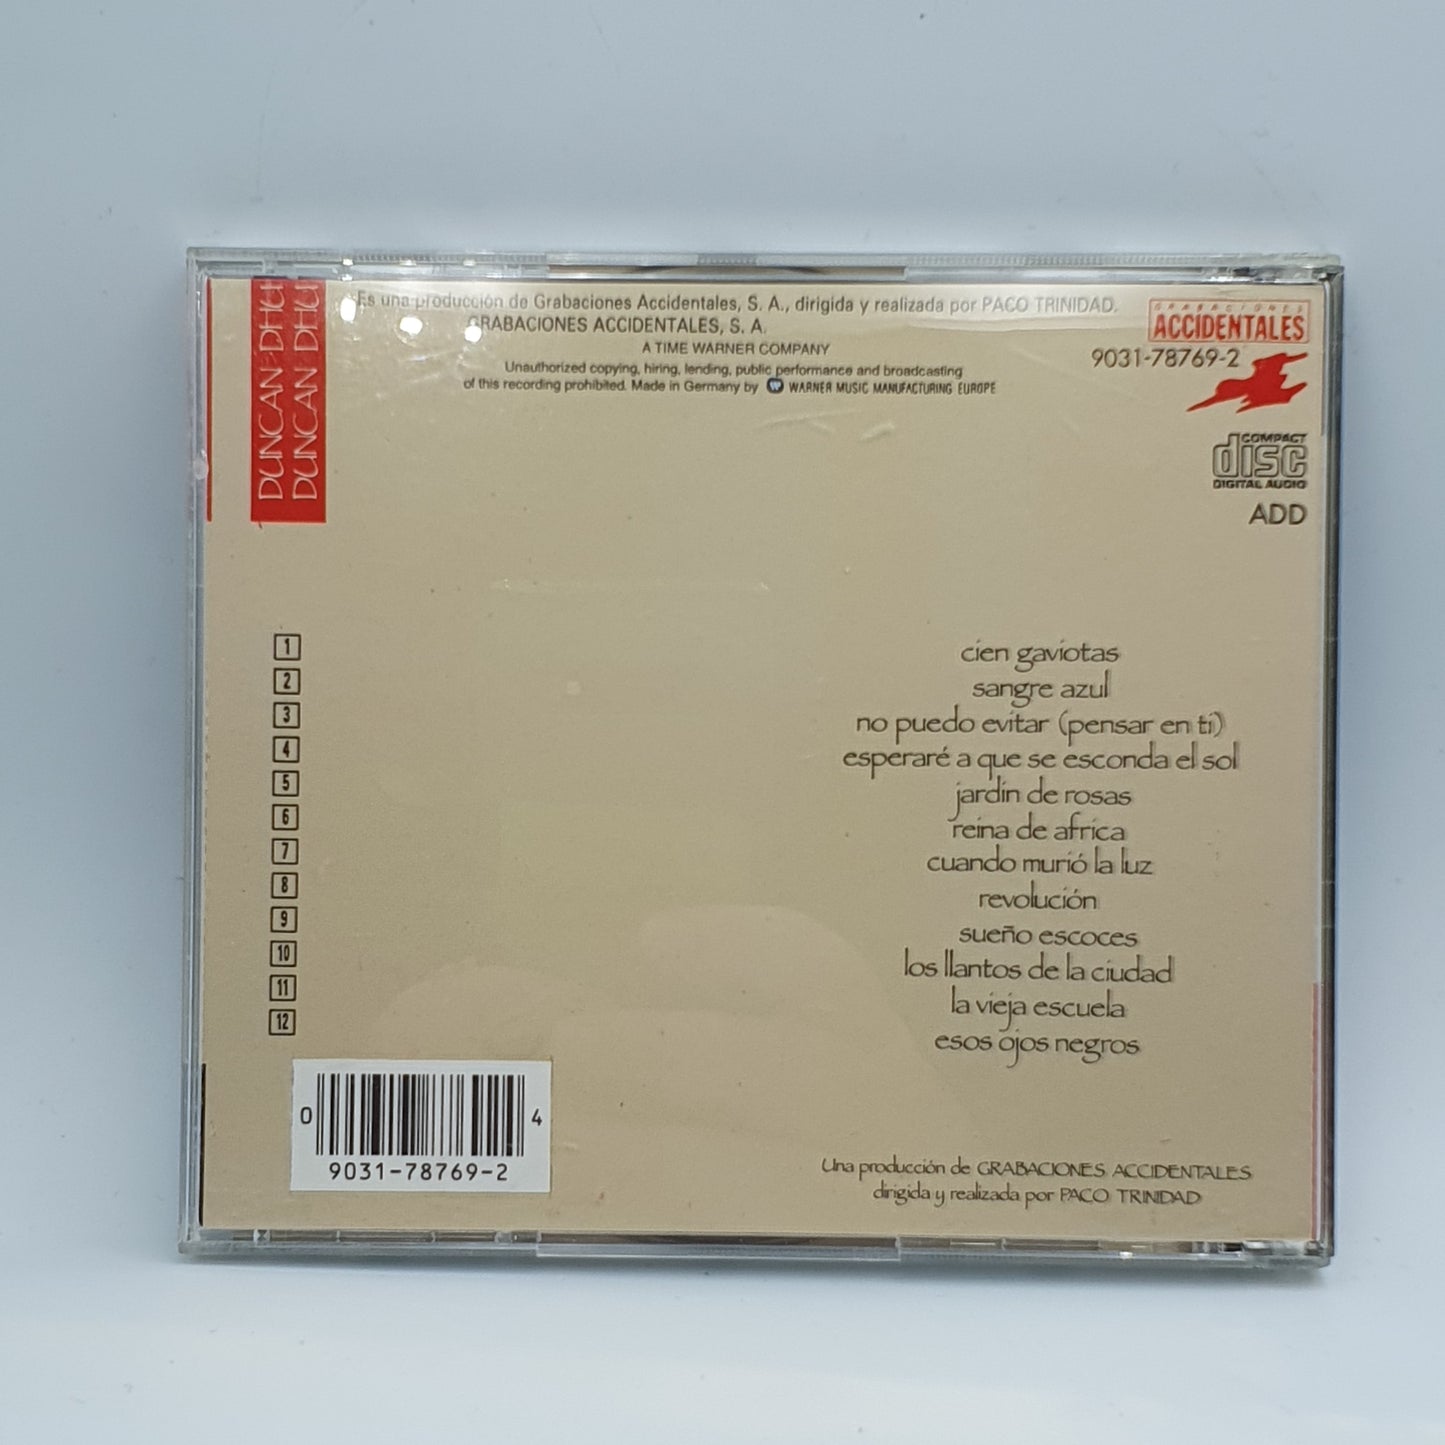 DUNCAN DHU
DUNCAN DHU
Es una producción de Grabaciones Accidentales, S. A., dirigida y realizada por PACO TRINIDAD.
GRABACIONES ACCIDENTALES, S. A.
A TIME WARNER COMPANY
Unauthorized copying, hiring, lending, public performance and broadcasting
of this recording prohibited. Made in Germany by WARNER MUSIC MANUFACTURING EUROPE
GRABACIONES
ACCIDENTALES
9031-78769-2
COMPACT
disc
DIGITAL AUDIO
ADD
1 cien gaviotas
2 sangre azul
3 no puedo evitar (pensar en ti)
4 esperaré a que se esconda el sol
5 jardín de rosas
6 reina de africa
7 cuando murió la luz
8 revolución
9 sueño escoces
10 los llantos de la ciudad
11 la vieja escuela
12 esos ojos negros
0 4
9031-78769-2
Una producción de GRABACIONES ACCIDENTALES
dirigida y realizada por PACO TRINIDAD